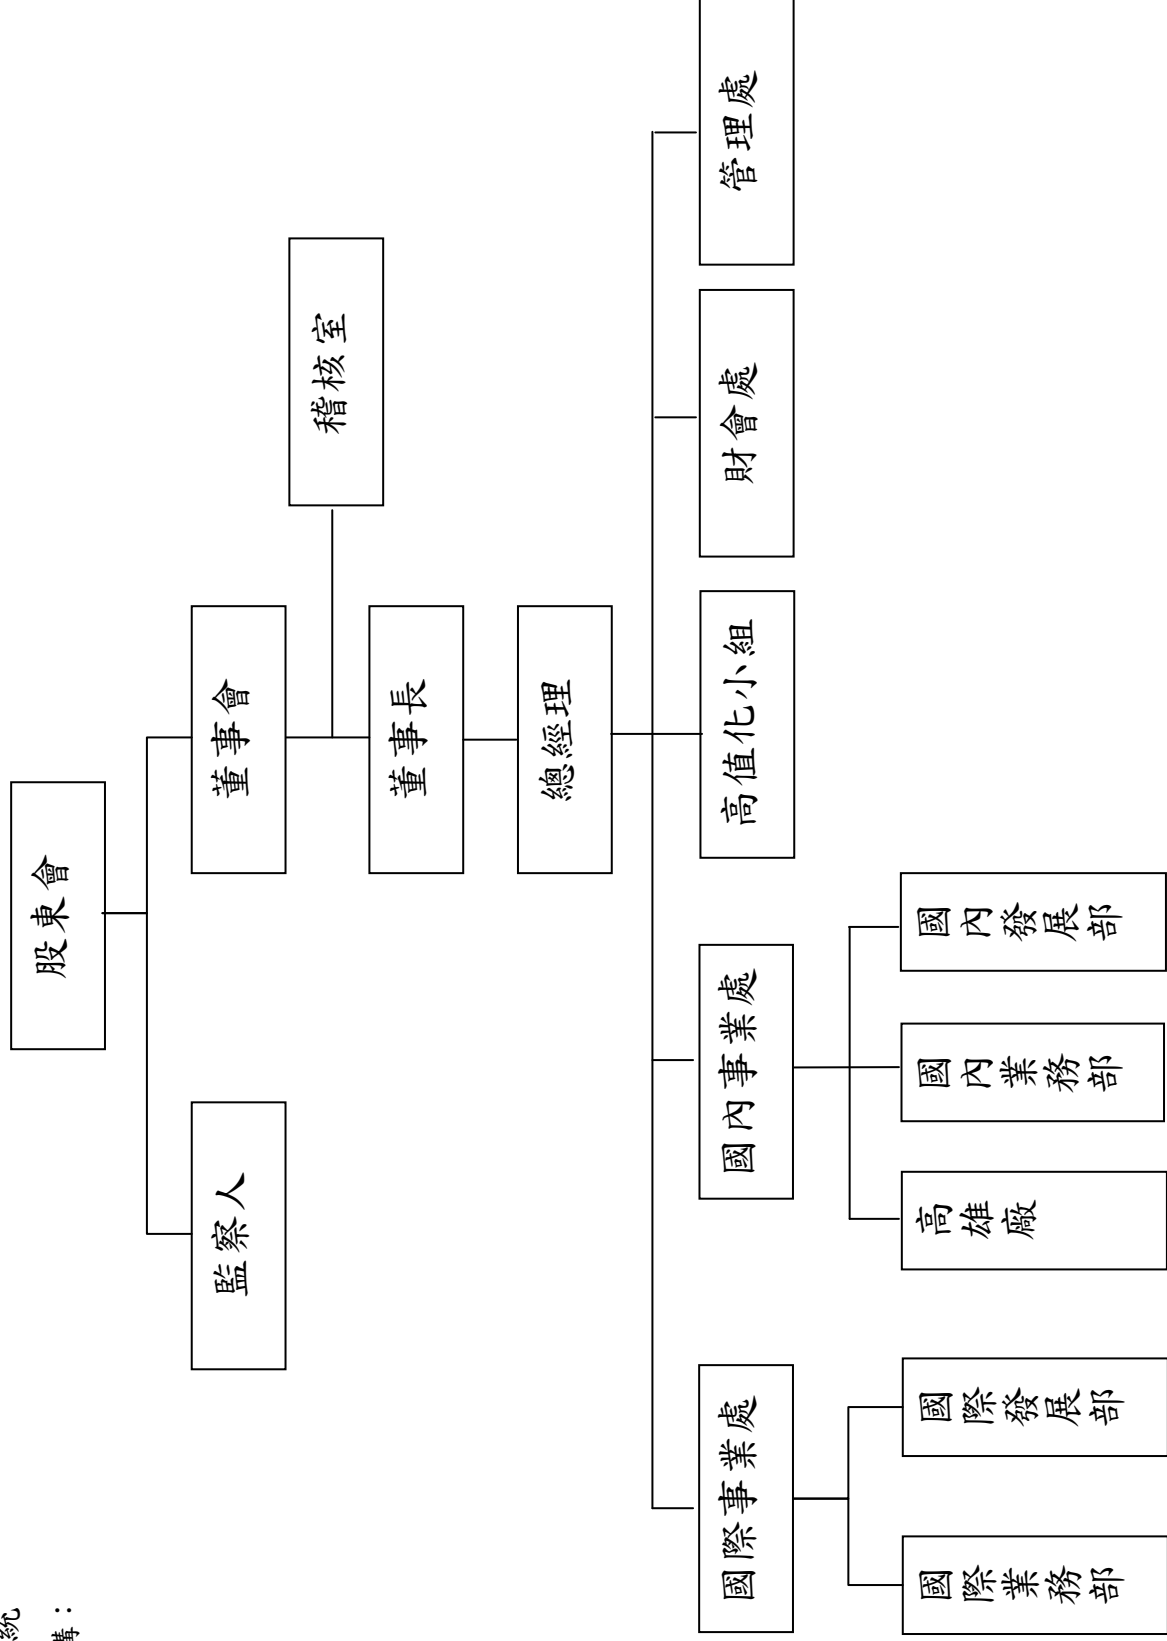 統
構：
股東會
監察人
董事會
稽核室
董事長
總經理
國際事業處
國內事業處
高值化小組
財會處
管理處
國際業務部
國際發展部
高雄廠
國內業務部
國內發展部